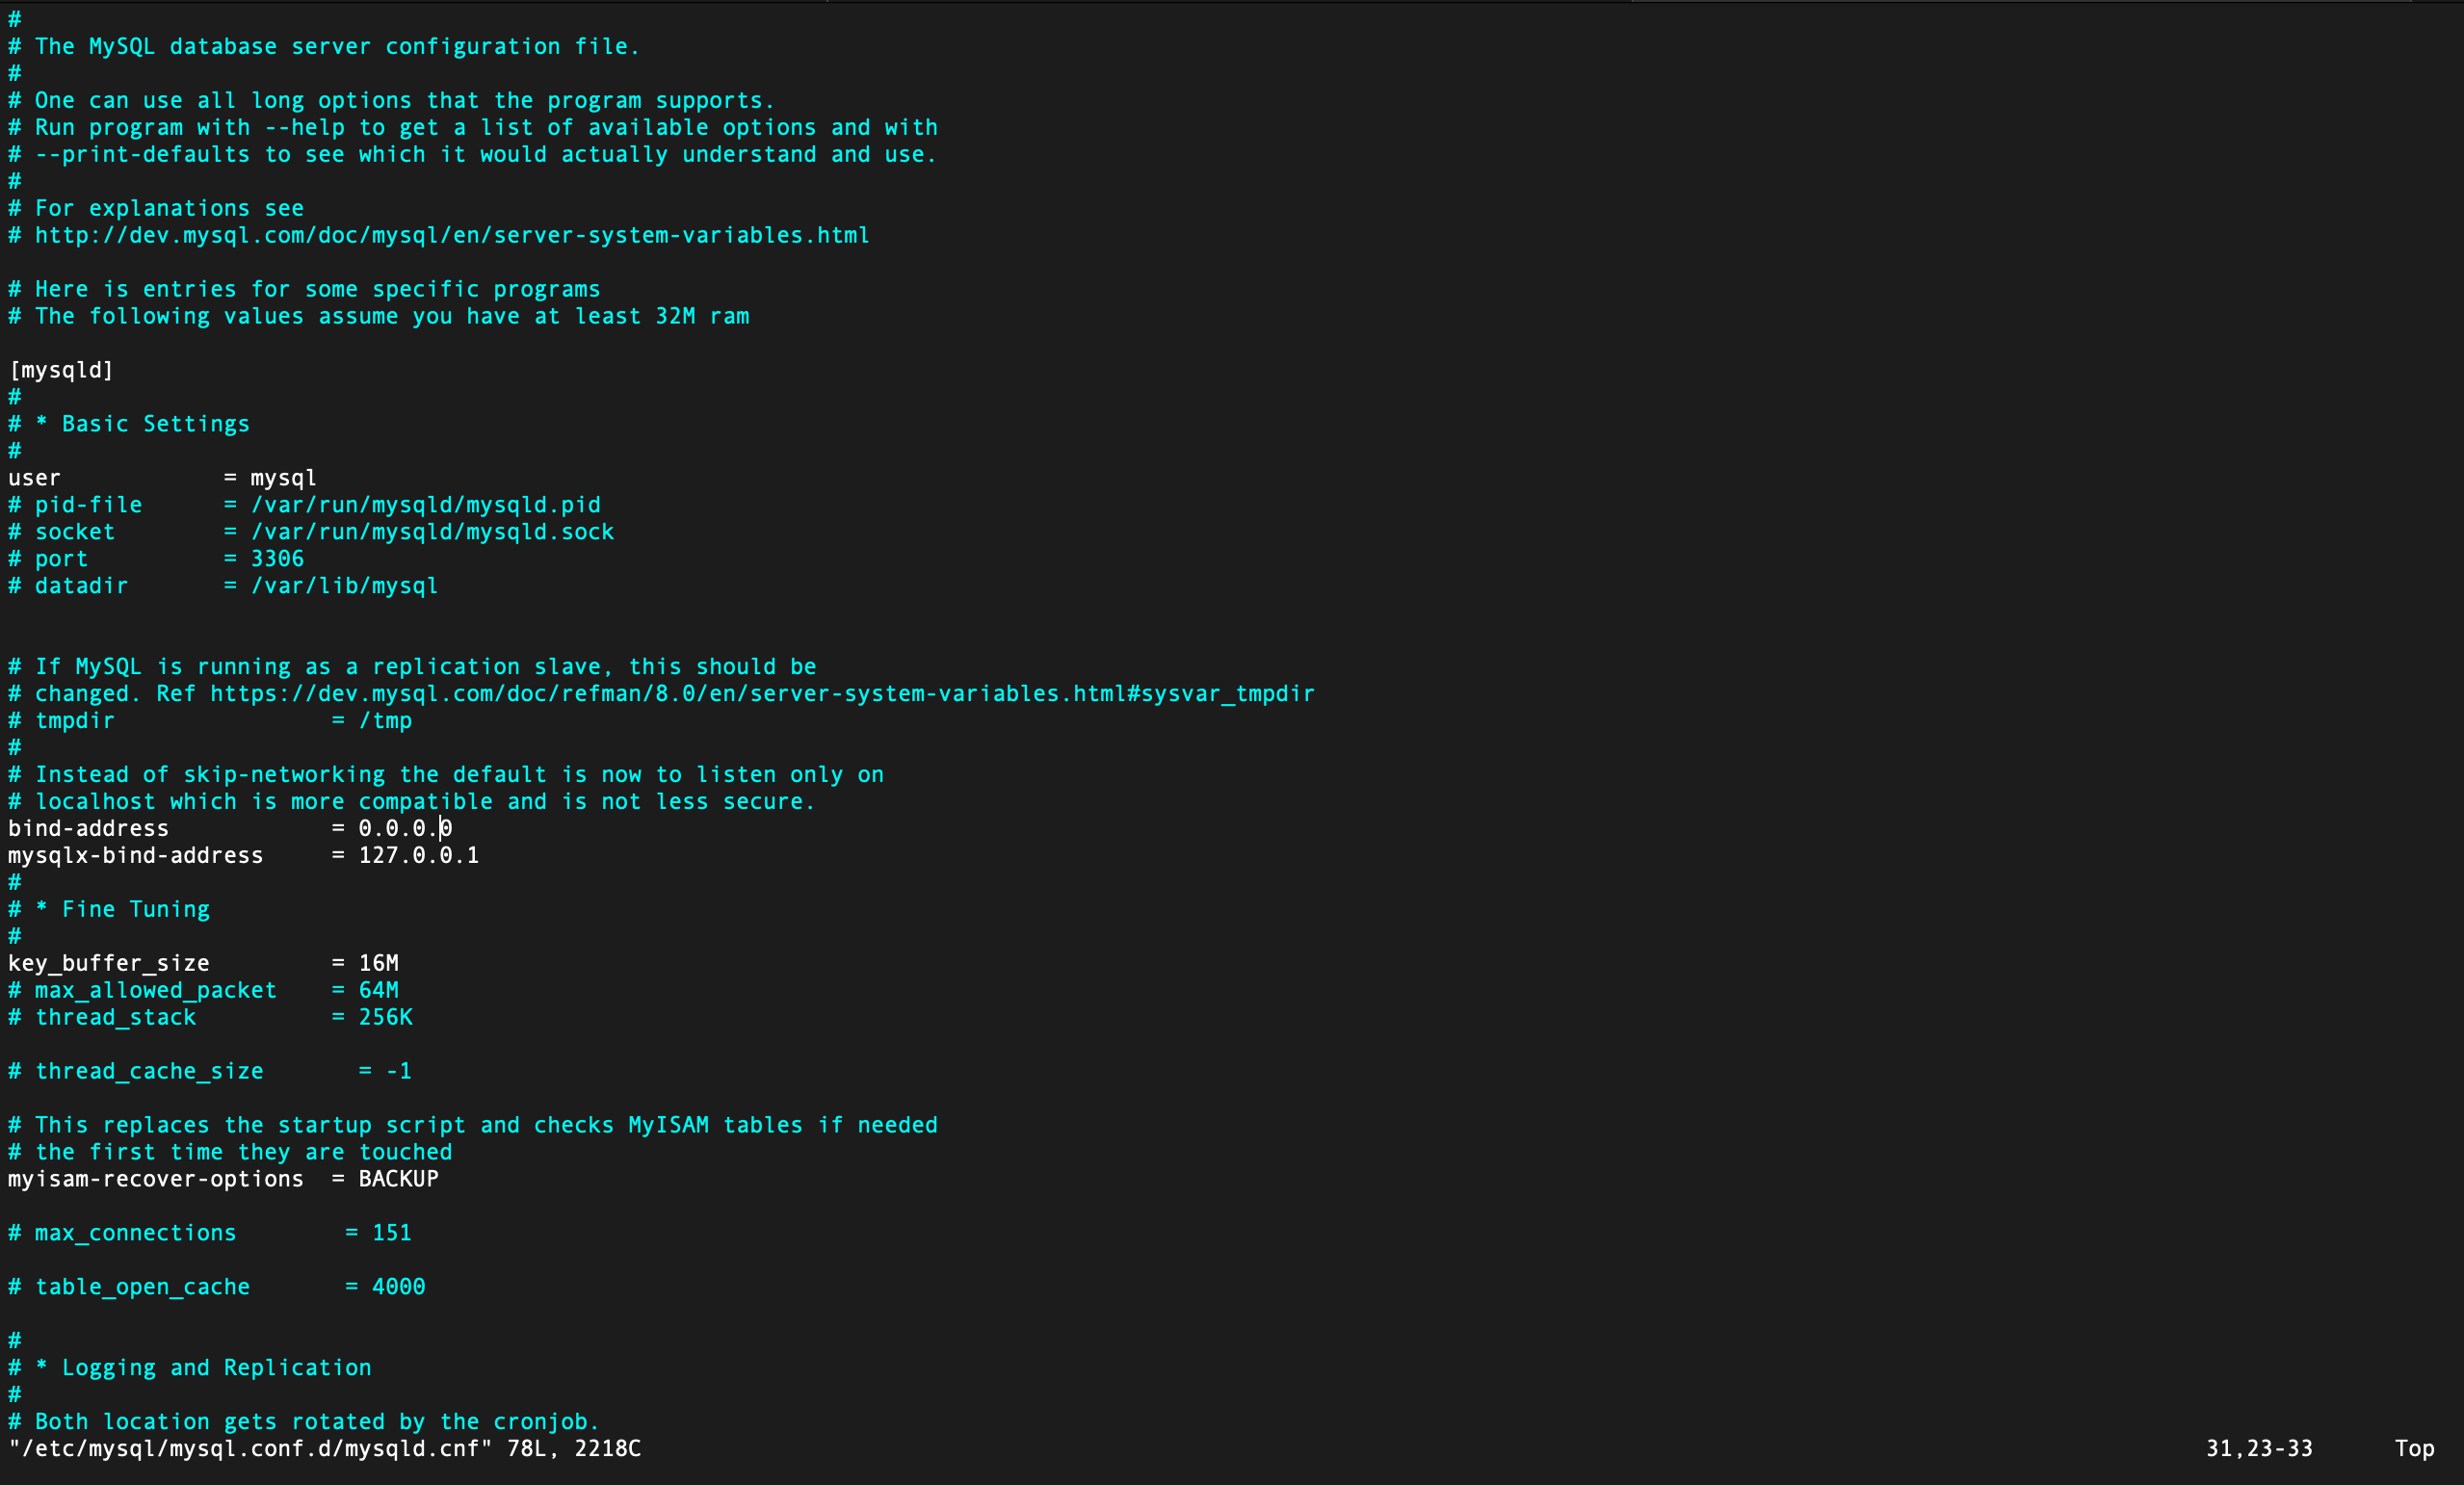 #
# The MySQL database server configuration file.
#
# One can use all long options that the program supports.
# Run program with --help to get a list of available options and with
# --print-defaults to see which it would actually understand and use.
#
# For explanations see
# http://dev.mysql.com/doc/mysql/en/server-system-variables.html

# Here is entries for some specific programs
# The following values assume you have at least 32M ram

[mysqld]
#
# * Basic Settings
#
user            = mysql
# pid-file      = /var/run/mysqld/mysqld.pid
# socket        = /var/run/mysqld/mysqld.sock
# port          = 3306
# datadir       = /var/lib/mysql


# If MySQL is running as a replication slave, this should be
# changed. Ref https://dev.mysql.com/doc/refman/8.0/en/server-system-variables.html#sysvar_tmpdir
# tmpdir                = /tmp
#
# Instead of skip-networking the default is now to listen only on
# localhost which is more compatible and is not less secure.
bind-address            = 0.0.0.0
mysqlx-bind-address     = 127.0.0.1
#
# * Fine Tuning
#
key_buffer_size         = 16M
# max_allowed_packet    = 64M
# thread_stack          = 256K

# thread_cache_size       = -1

# This replaces the startup script and checks MyISAM tables if needed
# the first time they are touched
myisam-recover-options  = BACKUP

# max_connections        = 151

# table_open_cache       = 4000

#
# * Logging and Replication
#
# Both location gets rotated by the cronjob.
"/etc/mysql/mysql.conf.d/mysqld.cnf" 78L, 2218C 31,23-33 Top